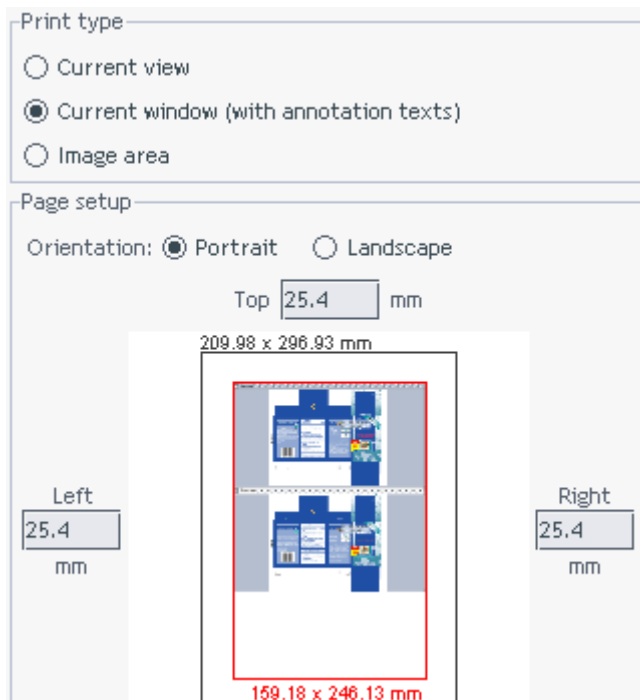 Print type
Current view
Current window (with annotation texts)
Image area
Page setup
Orientation: Portrait Landscape
Top 25.4 mm
209.98 x 296.93 mm
Left Right
25.4 25.4
mm mm
159.18 x 246.13 mm